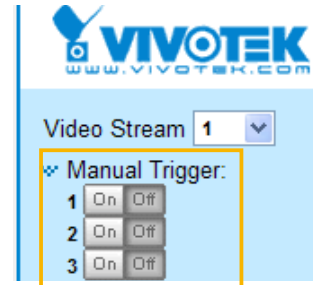 VIVOTEK
www.vivotek.com
Video Stream 1
Manual Trigger:
1 On Off
2 On Off
3 On Off